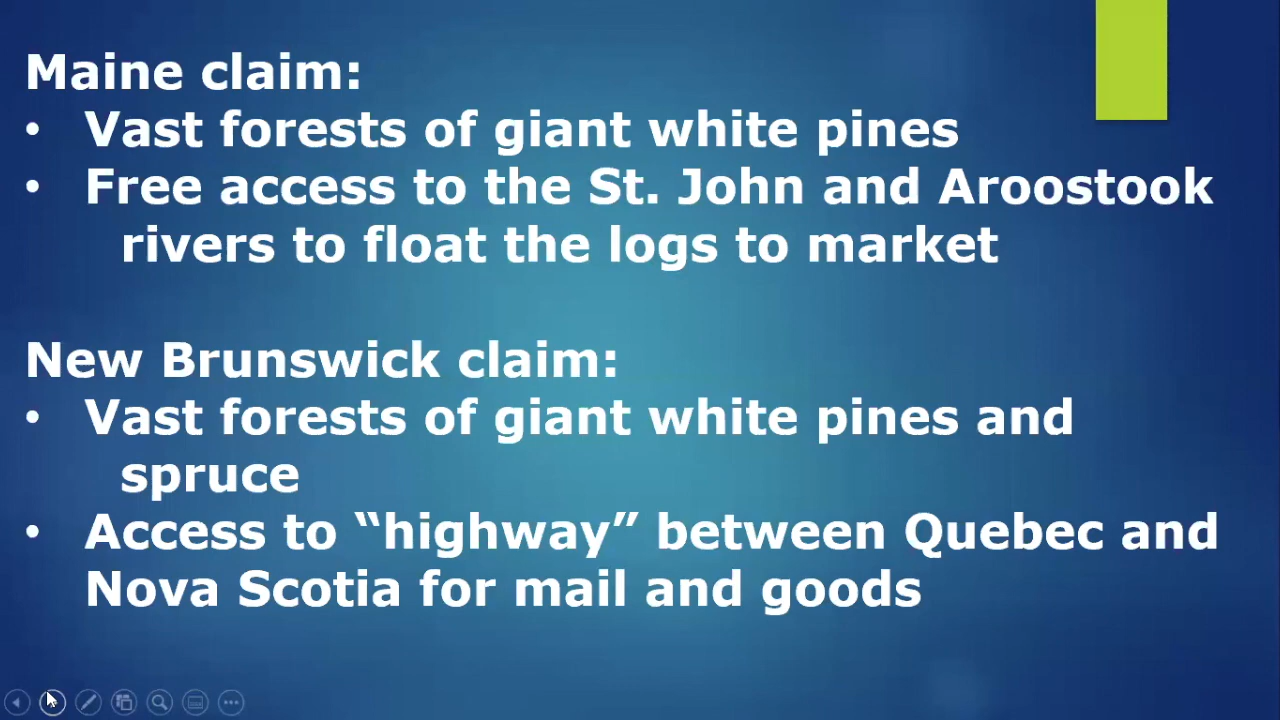 Maine claim:
• Vast forests of giant white pines
• Free access to the St. John and Aroostook
rivers to float the logs to market
New Brunswick claim:
• Vast forests of giant white pines and
spruce
• Access to “highway” between Quebec and
Nova Scotia for mail and goods